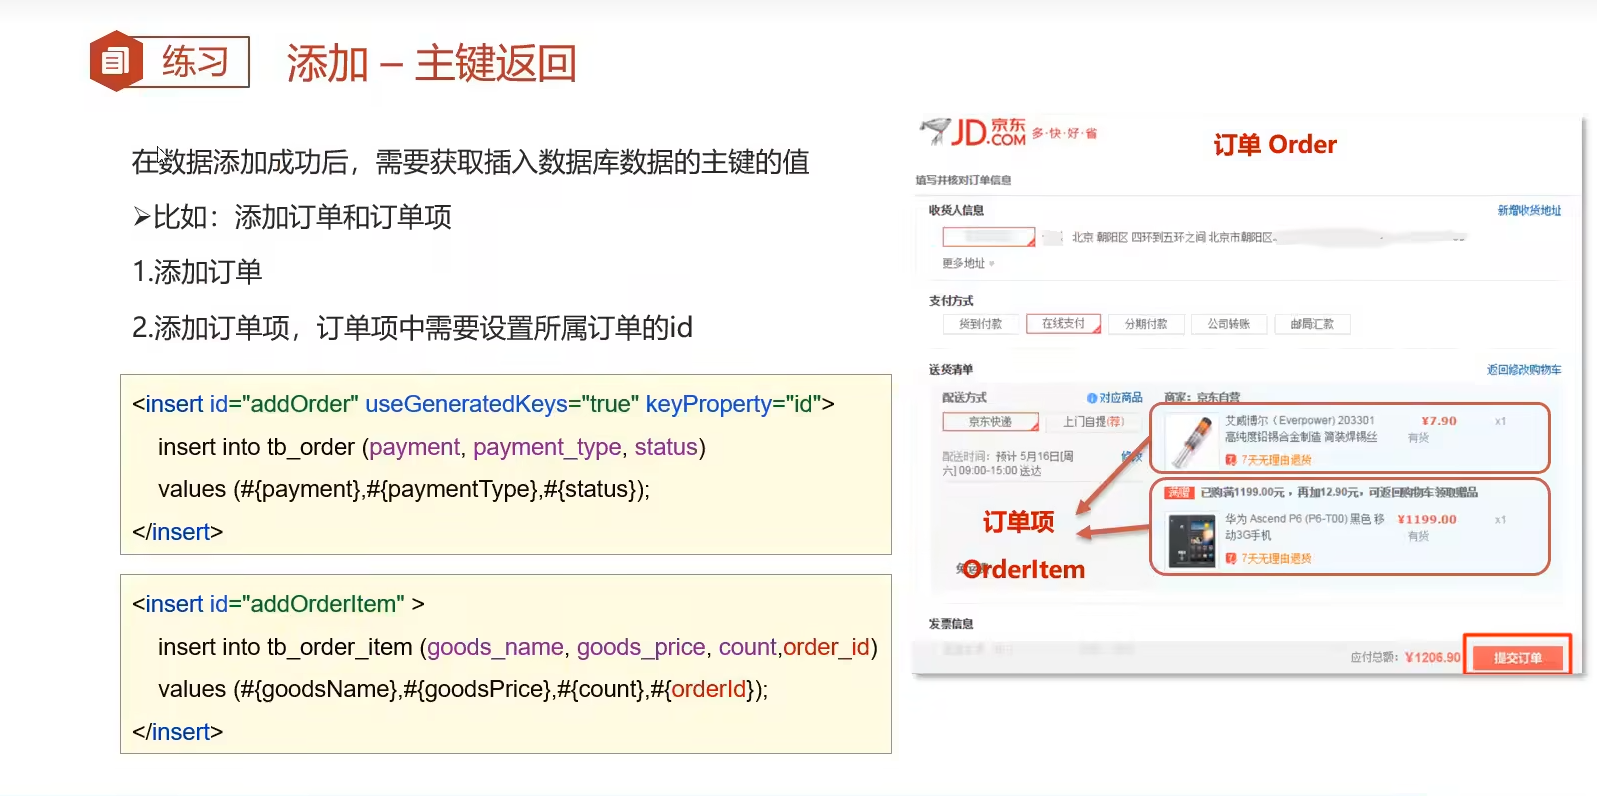 练习
添加 – 主键返回
在数据添加成功后，需要获取插入数据库数据的主键的值
➢比如：添加订单和订单项
1.添加订单
2.添加订单项，订单项中需要设置所属订单的id
<insert id="addOrder" useGeneratedKeys="true" keyProperty="id">
insert into tb_order (payment, payment_type, status)
values (#{payment},#{paymentType},#{status});
</insert>
<insert id="addOrderItem" >
insert into tb_order_item (goods_name, goods_price, count,order_id)
values (#{goodsName},#{goodsPrice},#{count},#{orderId});
</insert>
JD.京东.COM 多·快·好·省
订单 Order
填写并核对订单信息
收货人信息 新增收货地址
北京 朝阳区 四环到五环之间 北京市朝阳区
更多地址
支付方式
货到付款 在线支付 分期付款 公司转账 邮局汇款
送货清单 返回修改购物车
配送方式 对应商品 商家：京东自营
京东快递 上门自提(荐)
配送时间：预计 5月16日[周
六] 09:00-15:00 送达
修改
艾威博尔（Everpower) 203301 ¥7.90 x1
高纯度铅锡合金制造 筒装焊锡丝 有货
7 7天无理由退货
满赠 已购满1199.00元，再加12.90元，可返回购物车领取赠品
华为 Ascend P6 (P6-T00) 黑色 移 ¥1199.00 x1
动3G手机 有货
7 7天无理由退货
订单项
OrderItem
发票信息
应付总额：¥1206.90 提交订单